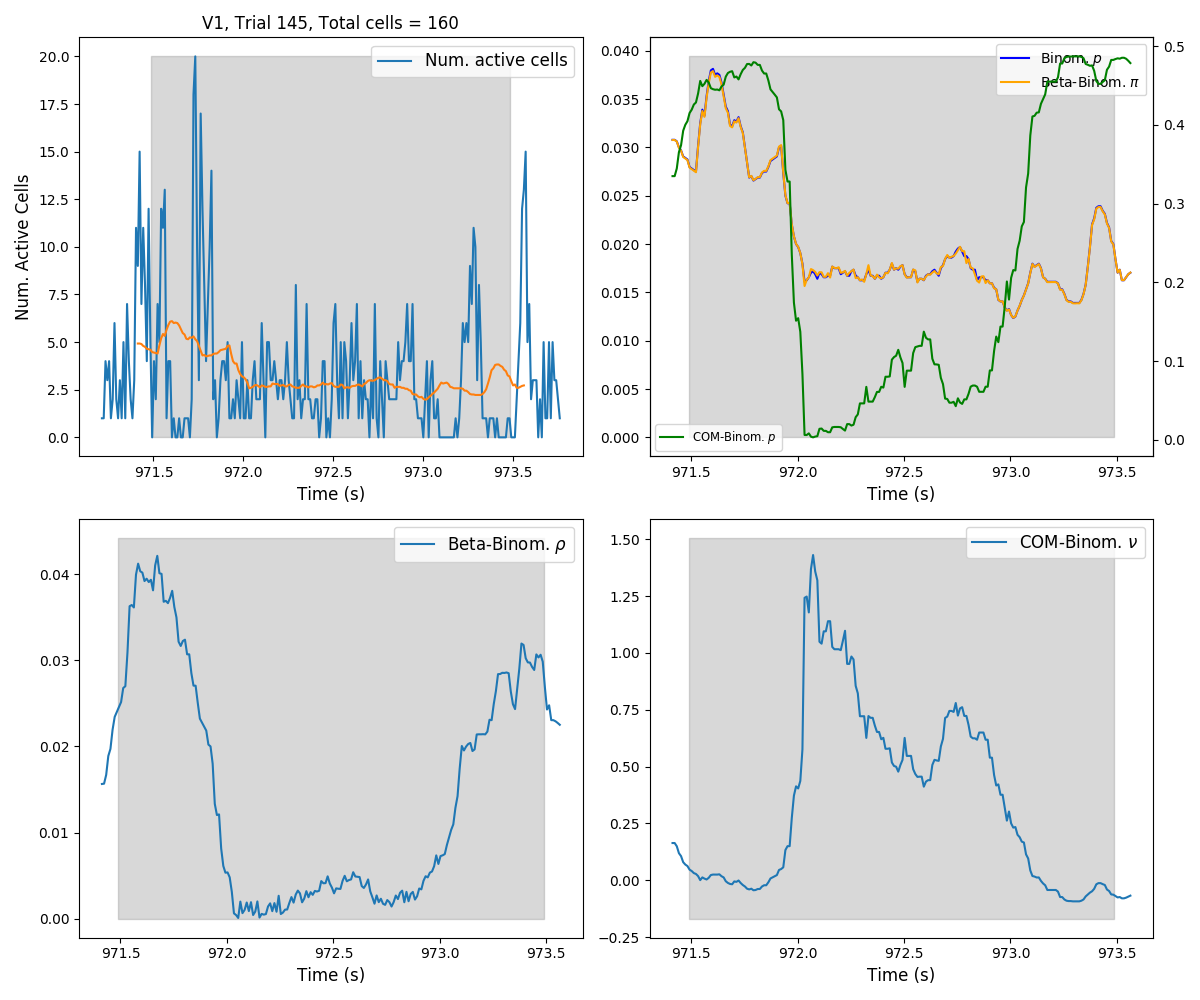 V1, Trial 145, Total cells = 160
Num. active cells
Num. Active Cells
20.0
17.5
15.0
12.5
10.0
7.5
5.0
2.5
0.0
971.5 972.0 972.5 973.0 973.5
Time (s)
Binom. p
Beta-Binom. π
COM-Binom. p
0.040
0.035
0.030
0.025
0.020
0.015
0.010
0.005
0.000
0.5
0.4
0.3
0.2
0.1
0.0
971.5 972.0 972.5 973.0 973.5
Time (s)
Beta-Binom. ρ
0.04
0.03
0.02
0.01
0.00
971.5 972.0 972.5 973.0 973.5
Time (s)
COM-Binom. ν
1.50
1.25
1.00
0.75
0.50
0.25
0.00
−0.25
971.5 972.0 972.5 973.0 973.5
Time (s)